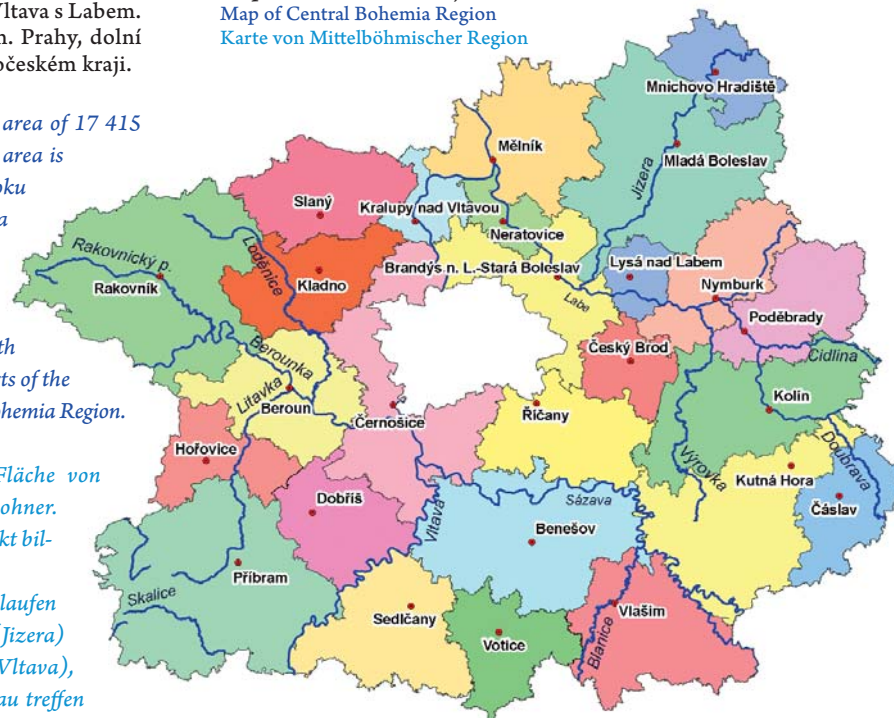 Vltava s Labem.
Prahy, dolní
očeském kraji.
area of 17 415
area is
oku
a
th
ts of the
ohemia Region.
Fläche von
ohner.
kt bil-
laufen
Jizera)
Vltava),
au treffen
Map of Central Bohemia Region
Karte von Mittelböhmischer Region
Mnichovo Hradiště
Mladá Boleslav
Jizera
Mělník
Slaný
Kralupy nad Vltavou
Neratovice
Rakovnický p.
Loděnice
Kladno
Brandýs n. L.-Stará Boleslav
Lysá nad Labem
Nymburk
Rakovník
Labe
Poděbrady
Český Brod
Cidlina
Berounka
Litavka
Beroun
Černošice
Říčany
Kolín
Hořovice
Výrovka
Doubrava
Kutná Hora
Dobříš
Vltava
Sázava
Čáslav
Benešov
Příbram
Skalice
Sedlčany
Vlašim
Votice
Blanice